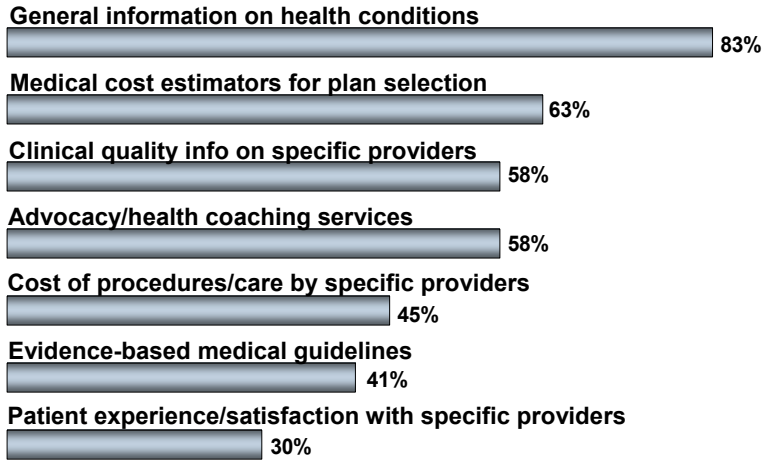 General information on health conditions
83%
Medical cost estimators for plan selection
63%
Clinical quality info on specific providers
58%
Advocacy/health coaching services
58%
Cost of procedures/care by specific providers
45%
Evidence-based medical guidelines
41%
Patient experience/satisfaction with specific providers
30%